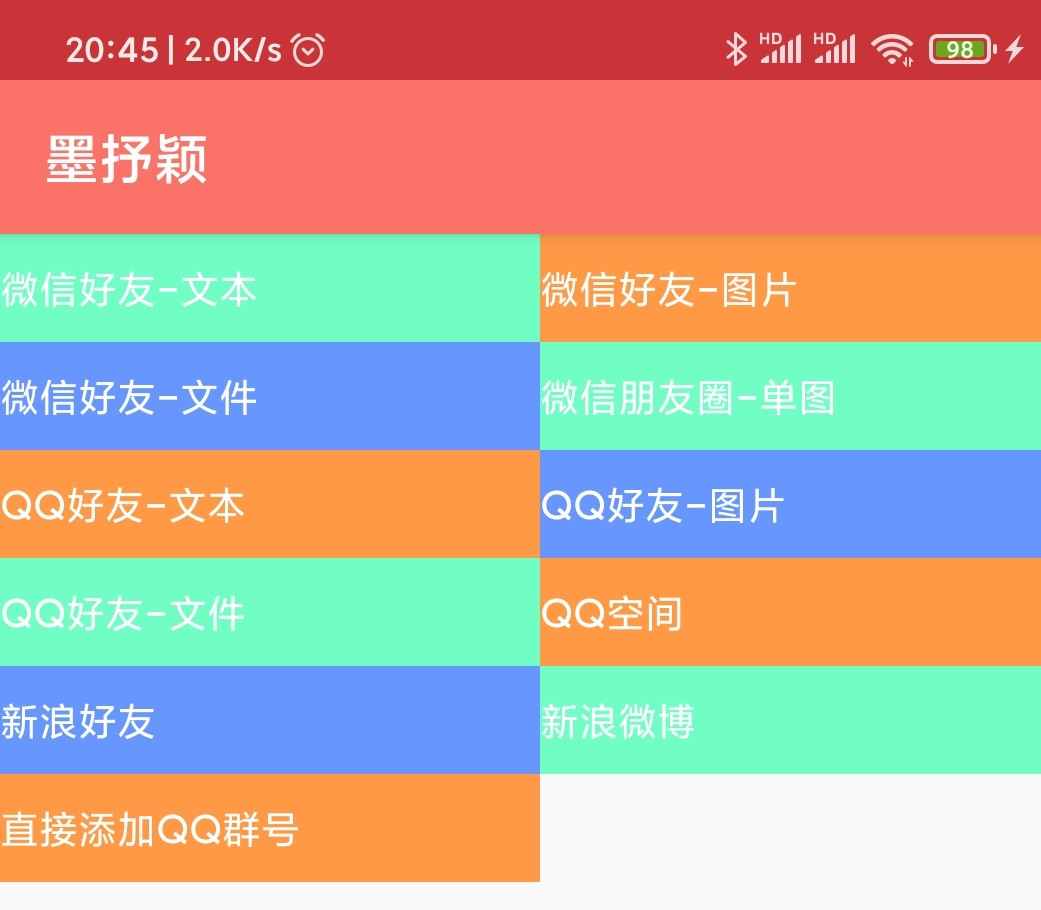 20:45 | 2.0K/s HD HD 98
墨抒颖
微信好友-文本 微信好友-图片
微信好友-文件 微信朋友圈-单图
QQ好友-文本 QQ好友-图片
QQ好友-文件 QQ空间
新浪好友 新浪微博
直接添加QQ群号